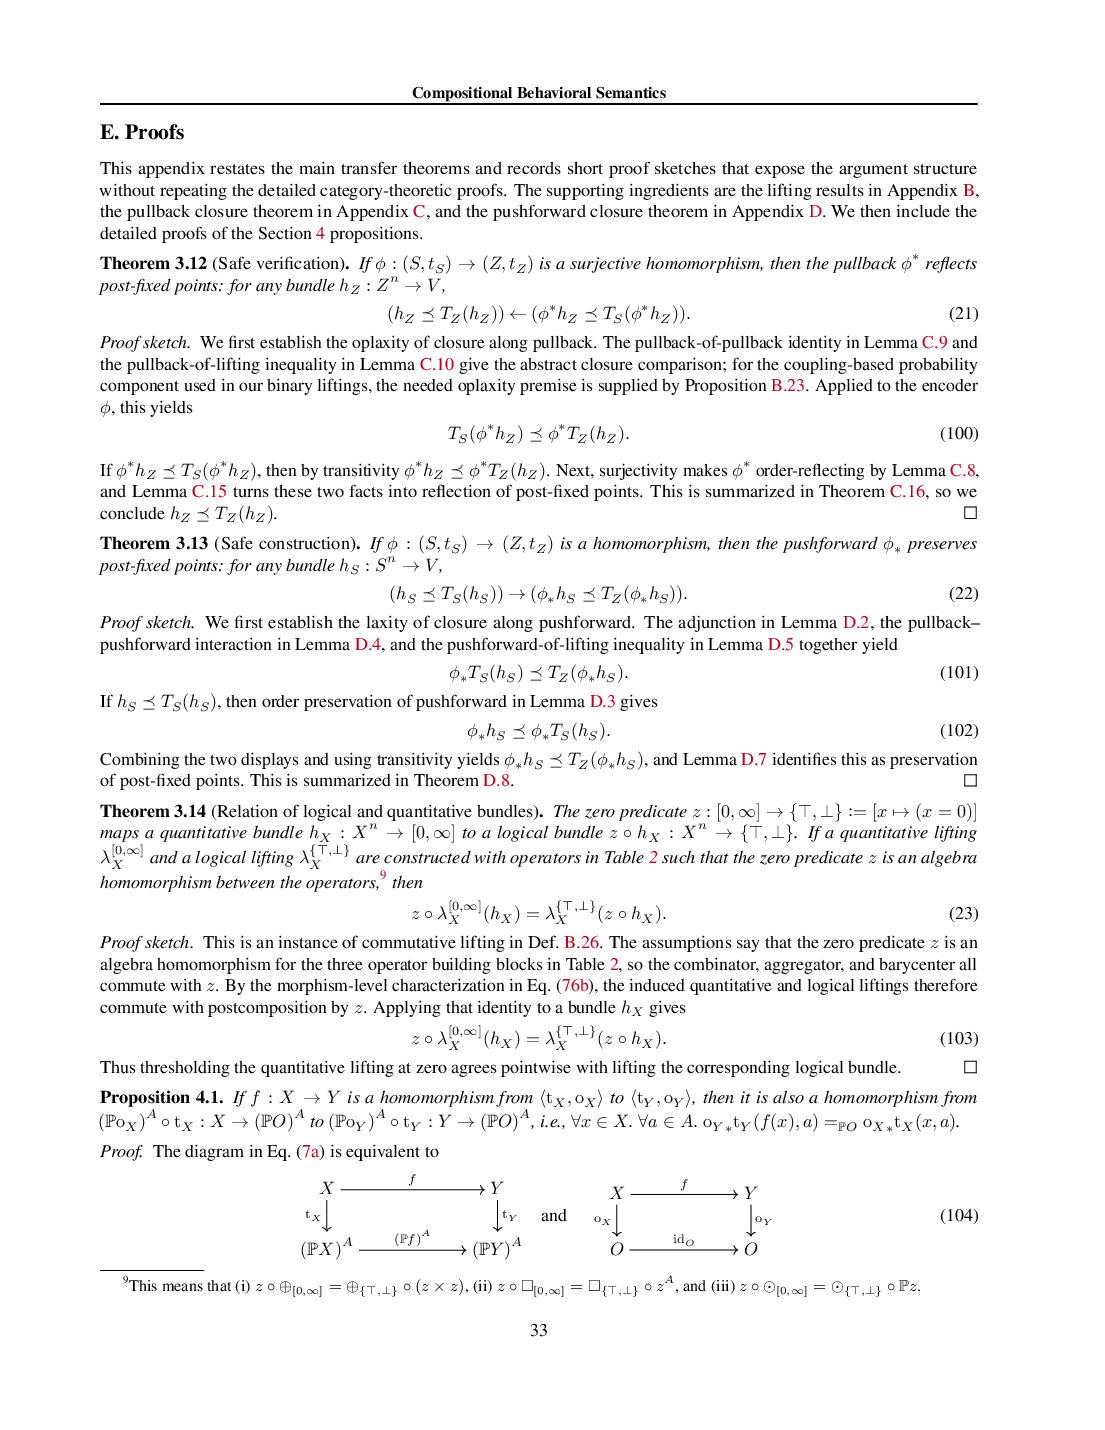 Compositional Behavioral Semantics
E. Proofs
This appendix restates the main transfer theorems and records short proof sketches that expose the argument structure
without repeating the detailed category-theoretic proofs. The supporting ingredients are the lifting results in Appendix B,
the pullback closure theorem in Appendix C, and the pushforward closure theorem in Appendix D. We then include the
detailed proofs of the Section 4 propositions.
Theorem 3.12 (Safe verification). If ϕ : (S, t_S) → (Z, t_Z) is a surjective homomorphism, then the pullback ϕ* reflects
post-fixed points: for any bundle h_Z : Z^n → V,
(h_Z ⪯ T_Z(h_Z)) ← (ϕ*h_Z ⪯ T_S(ϕ*h_Z)). (21)
Proof sketch. We first establish the oplaxity of closure along pullback. The pullback-of-pullback identity in Lemma C.9 and
the pullback-of-lifting inequality in Lemma C.10 give the abstract closure comparison; for the coupling-based probability
component used in our binary liftings, the needed oplaxity premise is supplied by Proposition B.23. Applied to the encoder
ϕ, this yields
T_S(ϕ*h_Z) ⪯ ϕ*T_Z(h_Z). (100)
If ϕ*h_Z ⪯ T_S(ϕ*h_Z), then by transitivity ϕ*h_Z ⪯ ϕ*T_Z(h_Z). Next, surjectivity makes ϕ* order-reflecting by Lemma C.8,
and Lemma C.15 turns these two facts into reflection of post-fixed points. This is summarized in Theorem C.16, so we
conclude h_Z ⪯ T_Z(h_Z). □
Theorem 3.13 (Safe construction). If ϕ : (S, t_S) → (Z, t_Z) is a homomorphism, then the pushforward ϕ_* preserves
post-fixed points: for any bundle h_S : S^n → V,
(h_S ⪯ T_S(h_S)) → (ϕ_*h_S ⪯ T_Z(ϕ_*h_S)). (22)
Proof sketch. We first establish the laxity of closure along pushforward. The adjunction in Lemma D.2, the pullback–
pushforward interaction in Lemma D.4, and the pushforward-of-lifting inequality in Lemma D.5 together yield
ϕ_*T_S(h_S) ⪯ T_Z(ϕ_*h_S). (101)
If h_S ⪯ T_S(h_S), then order preservation of pushforward in Lemma D.3 gives
ϕ_*h_S ⪯ ϕ_*T_S(h_S). (102)
Combining the two displays and using transitivity yields ϕ_*h_S ⪯ T_Z(ϕ_*h_S), and Lemma D.7 identifies this as preservation
of post-fixed points. This is summarized in Theorem D.8. □
Theorem 3.14 (Relation of logical and quantitative bundles). The zero predicate z : [0, ∞] → {⊤, ⊥} := [x ↦ (x = 0)]
maps a quantitative bundle h_X : X^n → [0, ∞] to a logical bundle z ∘ h_X : X^n → {⊤, ⊥}. If a quantitative lifting
λ_X^{[0,∞]} and a logical lifting λ_X^{{⊤,⊥}} are constructed with operators in Table 2 such that the zero predicate z is an algebra
homomorphism between the operators,⁹ then
z ∘ λ_X^{[0,∞]}(h_X) = λ_X^{{⊤,⊥}}(z ∘ h_X). (23)
Proof sketch. This is an instance of commutative lifting in Def. B.26. The assumptions say that the zero predicate z is an
algebra homomorphism for the three operator building blocks in Table 2, so the combinator, aggregator, and barycenter all
commute with z. By the morphism-level characterization in Eq. (76b), the induced quantitative and logical liftings therefore
commute with postcomposition by z. Applying that identity to a bundle h_X gives
z ∘ λ_X^{[0,∞]}(h_X) = λ_X^{{⊤,⊥}}(z ∘ h_X). (103)
Thus thresholding the quantitative lifting at zero agrees pointwise with lifting the corresponding logical bundle. □
Proposition 4.1. If f : X → Y is a homomorphism from ⟨t_X, o_X⟩ to ⟨t_Y, o_Y⟩, then it is also a homomorphism from
(ℙo_X)^A ∘ t_X : X → (ℙO)^A to (ℙo_Y)^A ∘ t_Y : Y → (ℙO)^A, i.e., ∀x ∈ X. ∀a ∈ A. o_{Y*}t_Y(f(x), a) =_{ℙO} o_{X*}t_X(x, a).
Proof. The diagram in Eq. (7a) is equivalent to
X f Y X f Y
t_X t_Y and o_X o_Y (104)
(ℙX)^A (ℙf)^A (ℙY)^A O id_O O
⁹This means that (i) z ∘ ⊕_{[0,∞]} = ⊕_{{⊤,⊥}} ∘ (z × z), (ii) z ∘ □_{[0,∞]} = □_{{⊤,⊥}} ∘ z^A, and (iii) z ∘ ⊙_{[0,∞]} = ⊙_{{⊤,⊥}} ∘ ℙz.
33